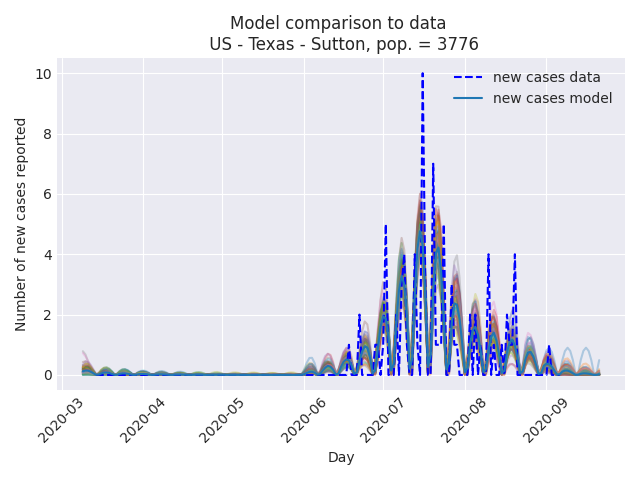 Model comparison to data
US - Texas - Sutton, pop. = 3776
new cases data
new cases model
Number of new cases reported
10
8
6
4
2
0
2020-03
2020-04
2020-05
2020-06
2020-07
2020-08
2020-09
Day